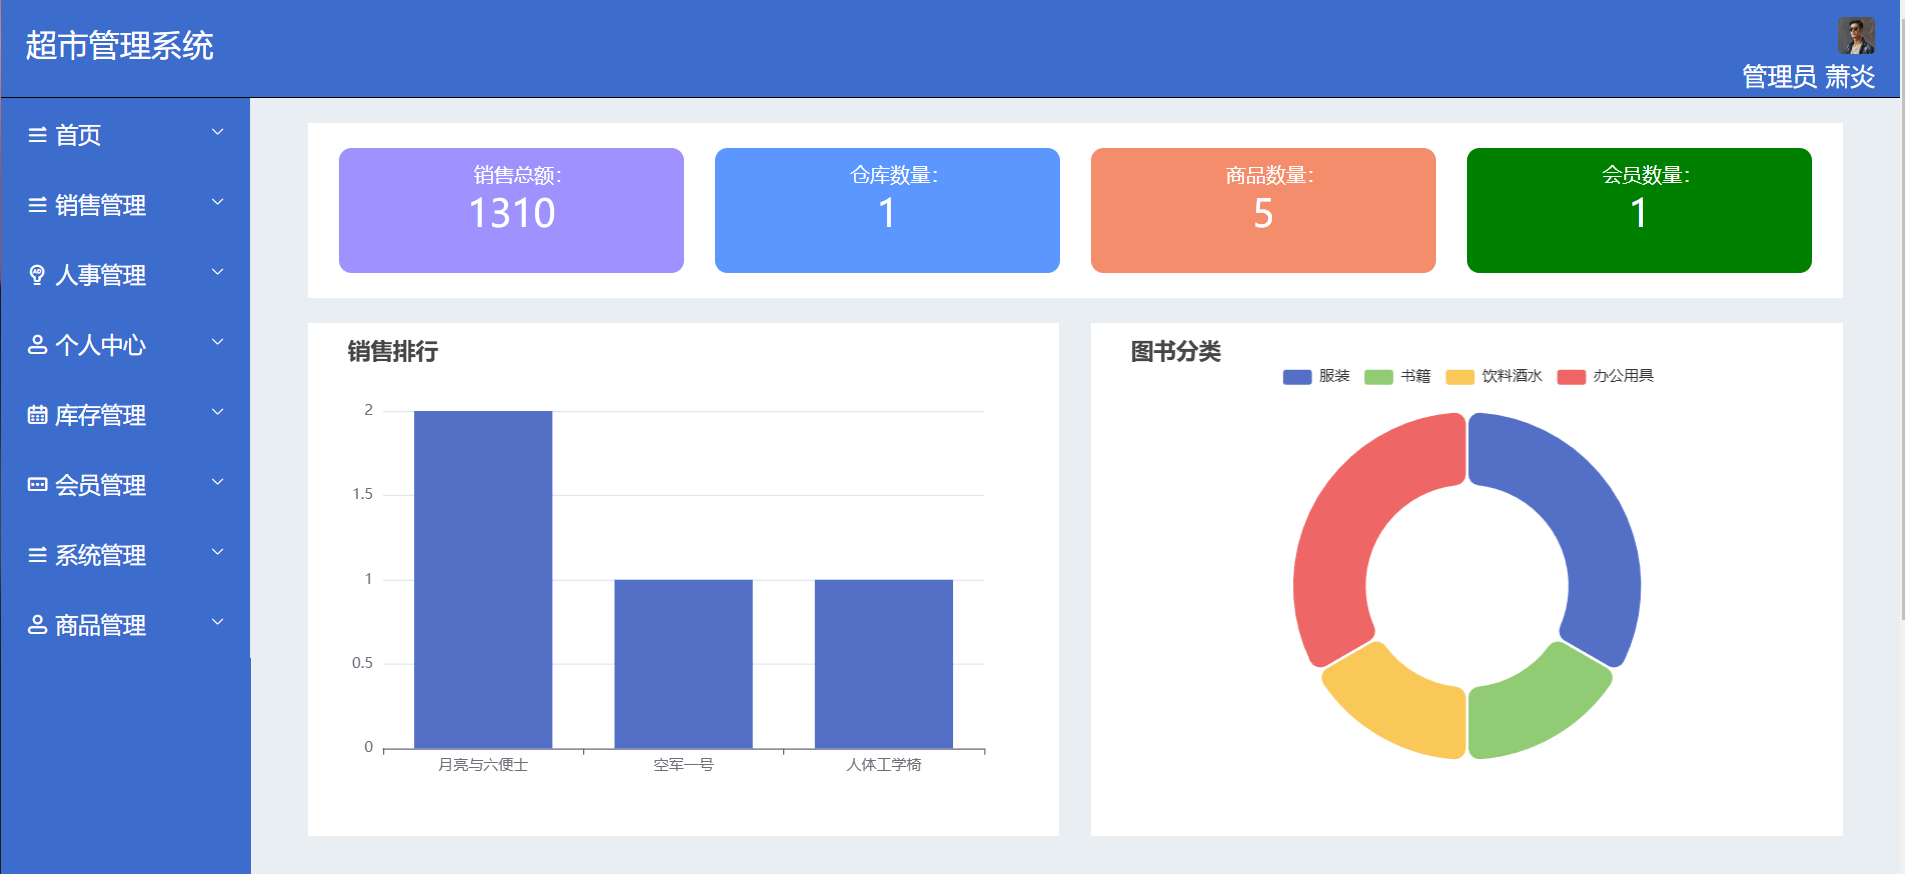 超市管理系统
管理员 萧炎
首页
销售管理
人事管理
个人中心
库存管理
会员管理
系统管理
商品管理
销售总额：
1310
仓库数量：
1
商品数量：
5
会员数量：
1
销售排行
2
1.5
1
0.5
0
月亮与六便士 空军一号 人体工学椅
图书分类
服装 书籍 饮料酒水 办公用具